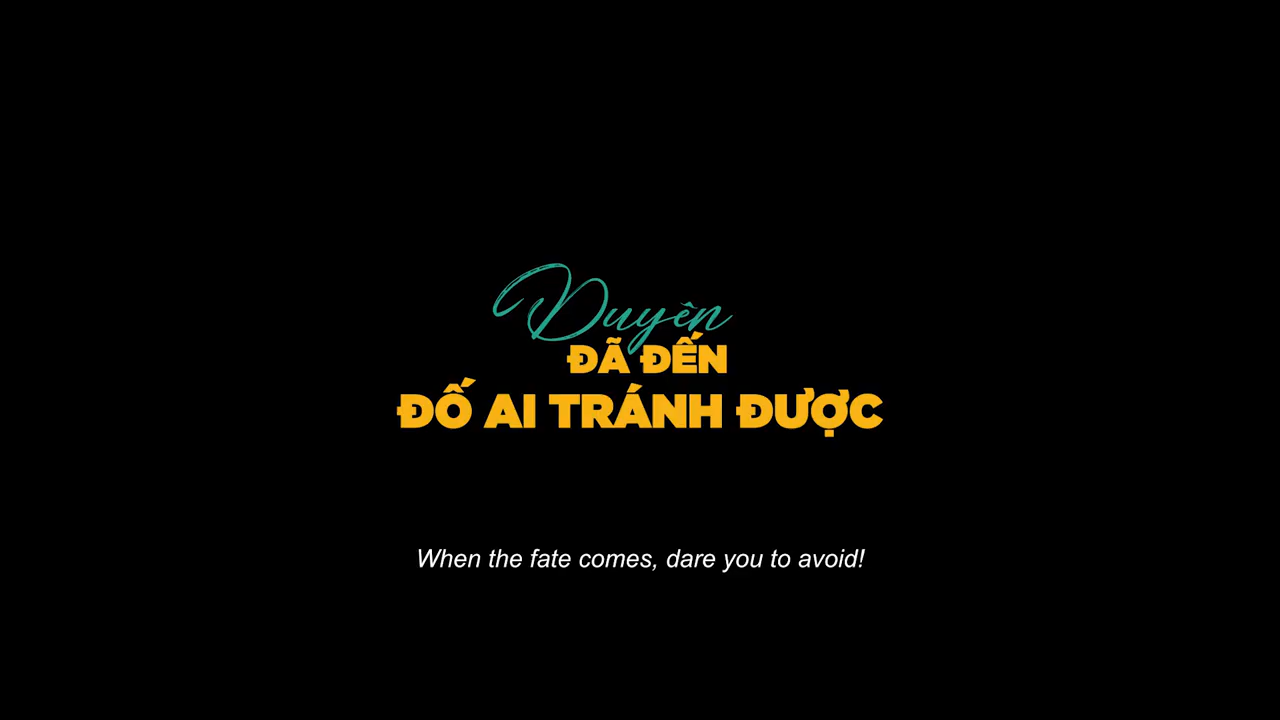 Duyên
ĐÃ ĐẾN
ĐỐ AI TRÁNH ĐƯỢC
When the fate comes, dare you to avoid!